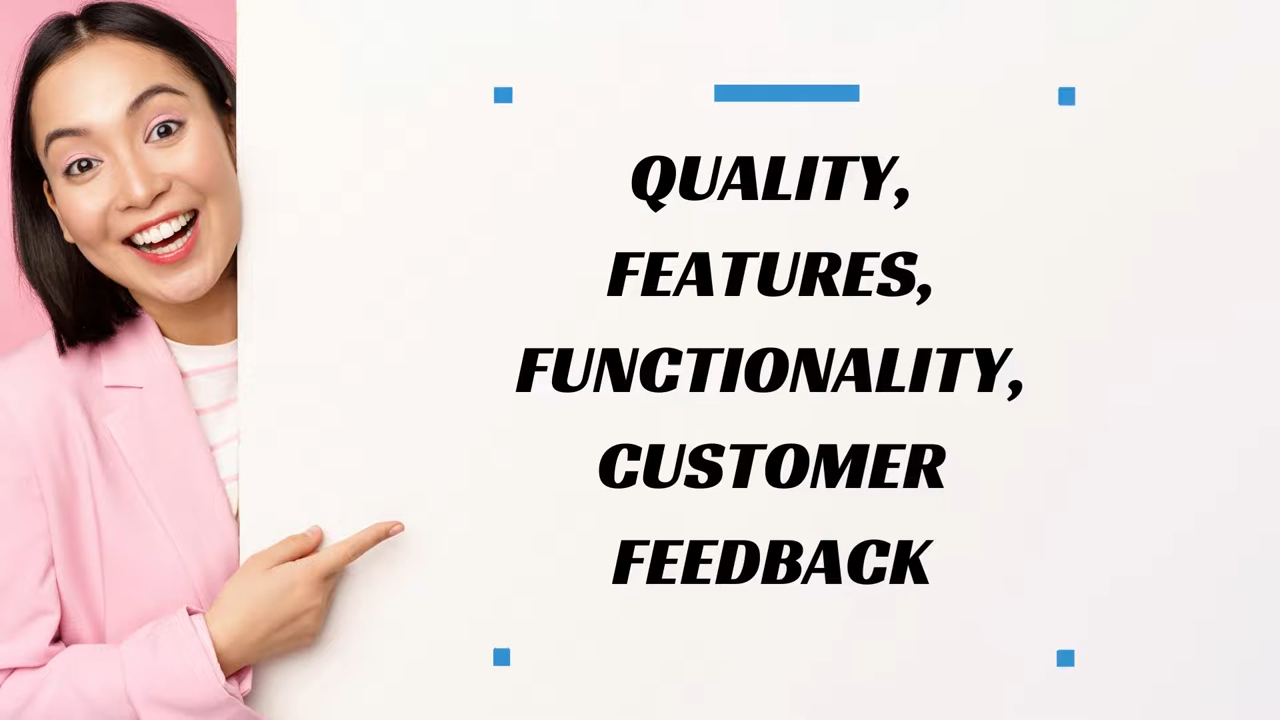 QUALITY,
FEATURES,
FUNCTIONALITY,
CUSTOMER
FEEDBACK